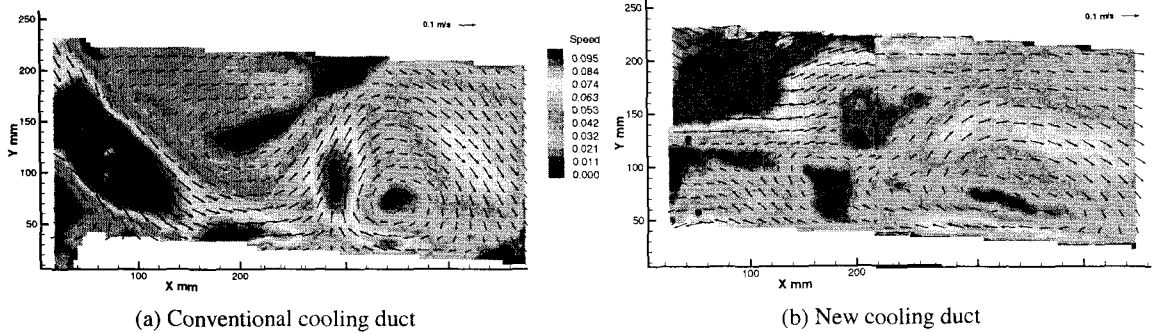 0.1 m/s
250
200
150
100
50
Y mm
100
200
X mm
Speed
0.095
0.084
0.074
0.063
0.053
0.042
0.032
0.021
0.011
0.000
(a) Conventional cooling duct
0.1 m/s
250
200
150
100
50
Y mm
100
200
X mm
(b) New cooling duct